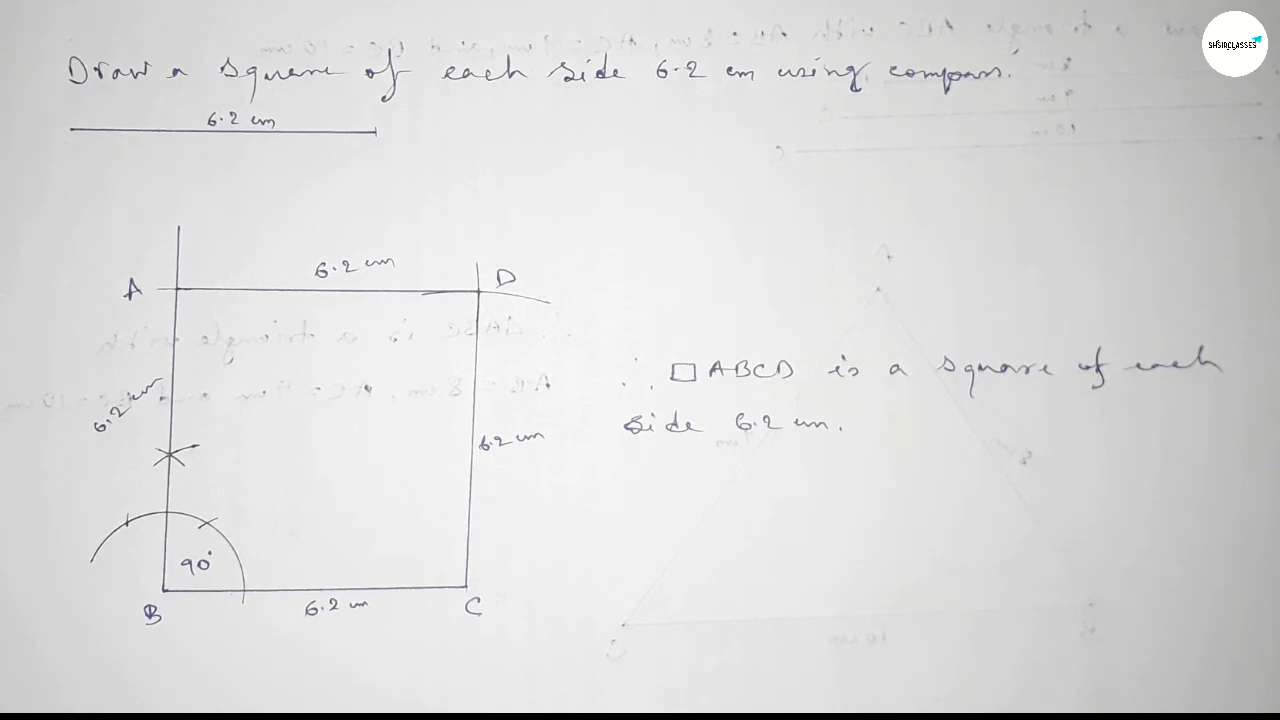 SHSIRCLASSES
Draw a square of each side 6.2 cm using compass.
6.2 cm
6.2 cm
A
D
6.2 cm
6.2 cm
90°
B
6.2 cm
C
∴ □ABCD is a square of each
side 6.2 cm.